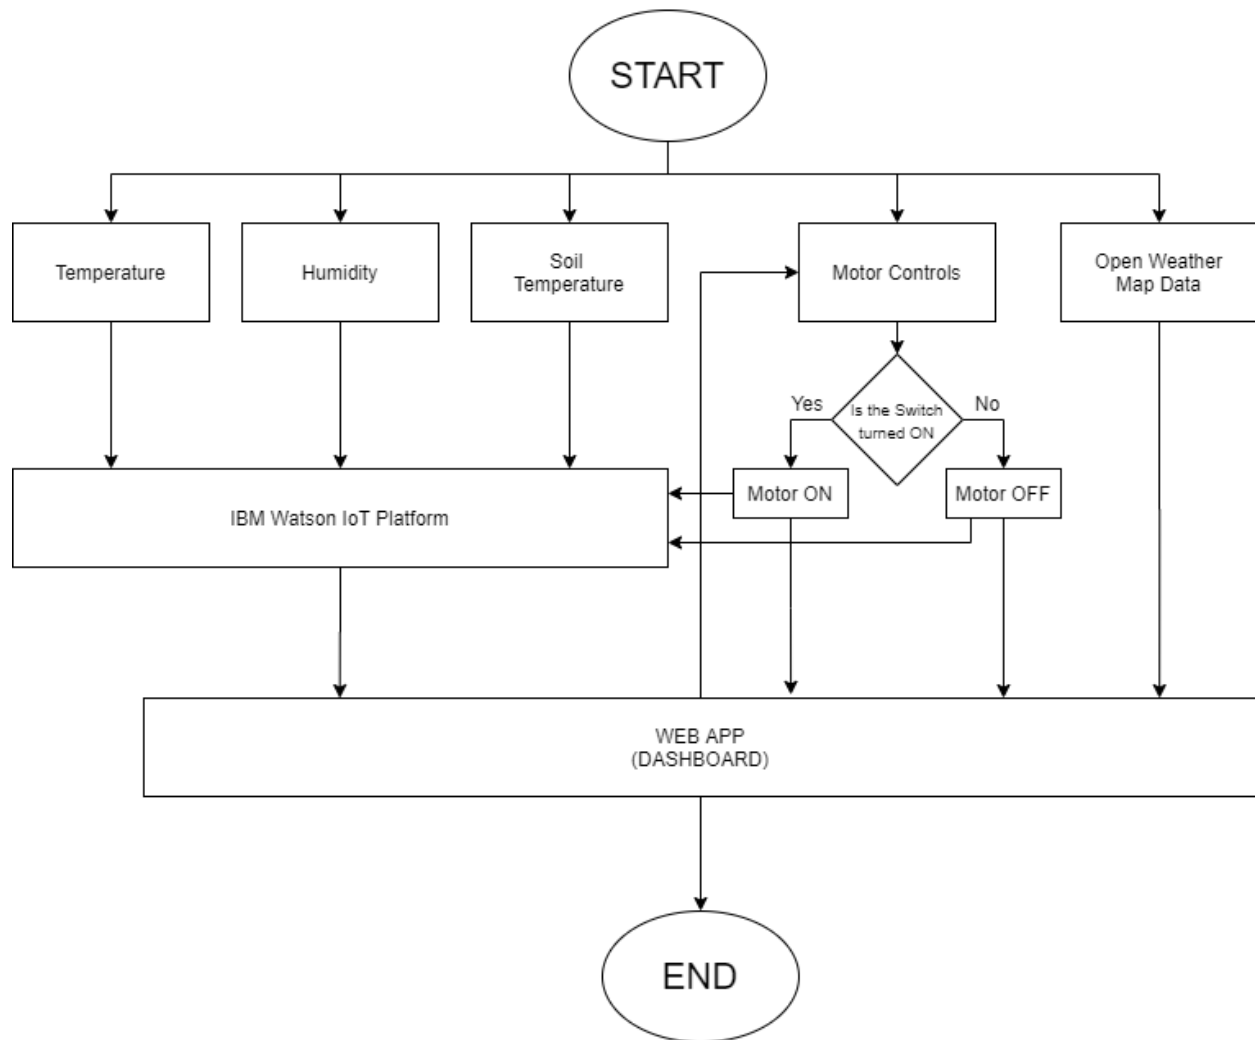 START
Temperature
Humidity
Soil
Temperature
Motor Controls
Open Weather
Map Data
Yes
Is the Switch
turned ON
No
Motor ON
Motor OFF
IBM Watson IoT Platform
WEB APP
(DASHBOARD)
END